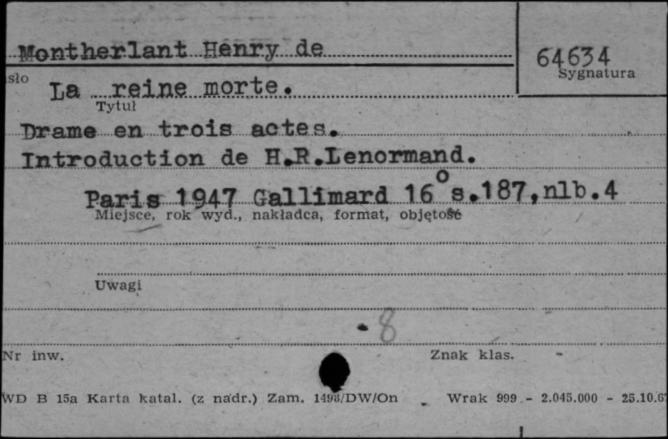 Montherlant Henry de
64634
sło
Sygnatura
La reine morte.
Tytuł
Drame en trois actes.
Introduction de H.R.Lenormand.
Paris 1947 Gallimard 16° s.187,nlb.4
Miejsce, rok wyd., nakładca, format, objętość
Uwagi
8
Nr inw.
Znak klas.
WD B 15a Karta katal. (z nadr.) Zam. 1498/DW/On - Wrak 999 - 2.045.000 - 25.10.6